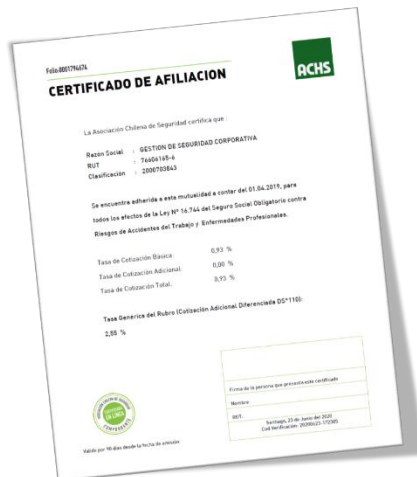 Folio:0001794674
CERTIFICADO DE AFILIACION
ACHS
La Asociación Chilena de Seguridad certifica que :
Razón Social : GESTION DE SEGURIDAD CORPORATIVA
RUT : 76606165-6
Clasificación : 2000703843
Se encuentra adherida a esta mutualidad a contar del 01.04.2019, para
todos los efectos de la Ley Nº 16.744 del Seguro Social Obligatorio contra
Riesgos de Accidentes del Trabajo y Enfermedades Profesionales.
Tasa de Cotización Básica: 0,93 %
Tasa de Cotización Adicional: 0,00 %
Tasa de Cotización Total: 0,93 %
Tasa Genérica del Rubro (Cotización Adicional Diferenciada DS°110):
2,55 %
Firma de la persona que presenta este certificado
Nombre:
RUT:
Santiago, 23 de Junio del 2020
Cod Verificación: 20200623-172305
Valido por 90 días desde la fecha de emisión